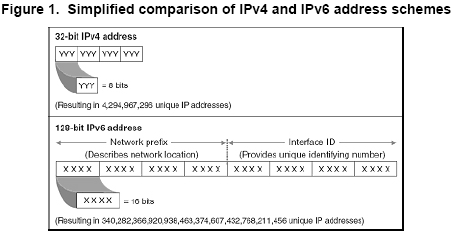 Figure 1. Simplified comparison of IPv4 and IPv6 address schemes
32-bit IPv4 address
YYY YYY YYY YYY
YYY = 8 bits
(Resulting in 4,294,967,296 unique IP addresses)
128-bit IPv6 address
Network prefix Interface ID
(Describes network location) (Provides unique identifying number)
XXXX XXXX XXXX XXXX XXXX XXXX XXXX XXXX
XXXX = 16 bits
(Resulting in 340,282,366,920,938,463,374,607,432,768,211,456 unique IP addresses)